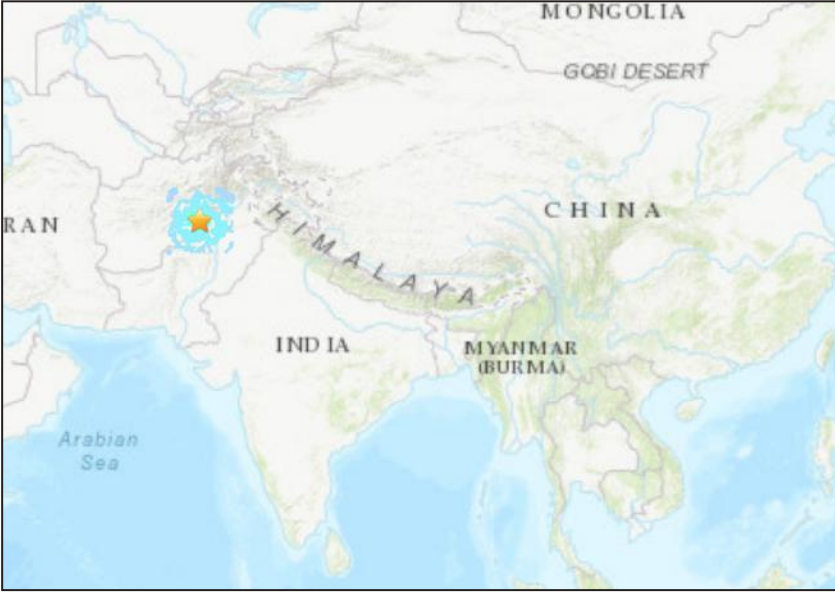 MONGOLIA
GOBI DESERT
RAN
CHINA
HIMALAYA
INDIA
MYANMAR
(BURMA)
Arabian
Sea